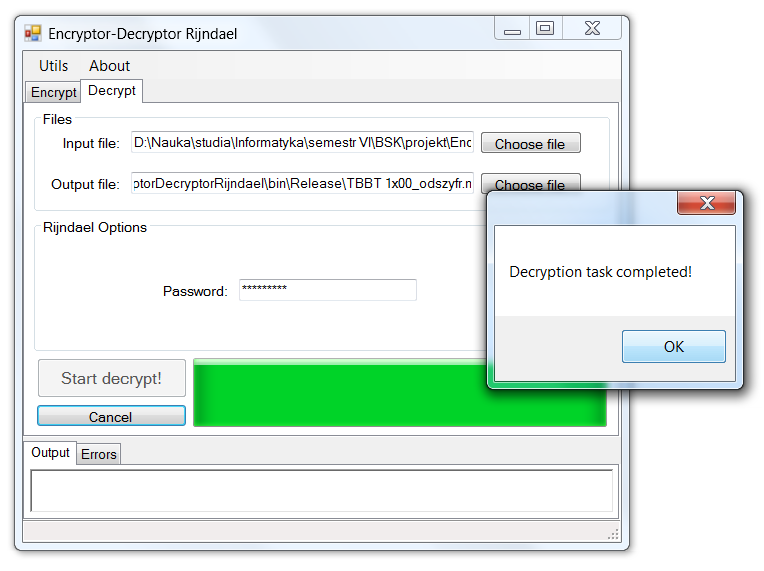 Encryptor-Decryptor Rijndael
Utils About
Encrypt Decrypt
Files
Input file: D:\Nauka\studia\Informatyka\semestr VI\BSK\projekt\Enc Choose file
Output file: ptorDecryptorRijndael\bin\Release\TBBT 1x00_odszyfr.n Choose file
Rijndael Options
Decryption task completed!
Password: *********
OK
Start decrypt!
Cancel
Output Errors